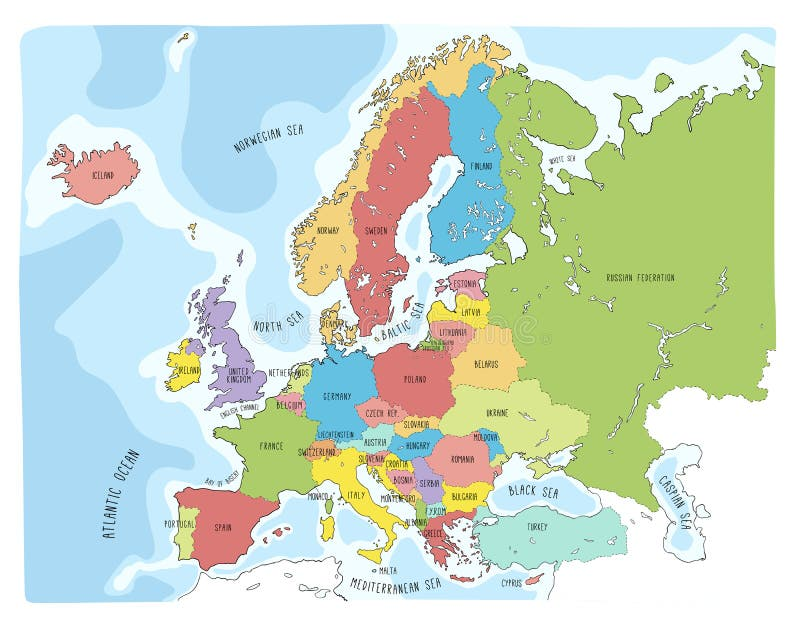 NORWEGIAN SEA
ICELAND
WHITE SEA
FINLAND
NORWAY
SWEDEN
RUSSIAN FEDERATION
ESTONIA
LATVIA
NORTH SEA
DENMARK
BALTIC SEA
LITHUANIA
RUSSIAN FED.
BELARUS
IRELAND
UNITED
KINGDOM
NETHERLANDS
POLAND
GERMANY
ENGLISH CHANNEL
BELGIUM
CZECH REP.
UKRAINE
SLOVAKIA
LIECHTENSTEIN
AUSTRIA
MOLDOVA
FRANCE
HUNGARY
SWITZERLAND
SLOVENIA
ROMANIA
CROATIA
ATLANTIC OCEAN
BAY OF BISCAY
BOSNIA
SERBIA
MONACO
ITALY
MONTENEGRO
BULGARIA
BLACK SEA
CASPIAN SEA
FYROM
PORTUGAL
SPAIN
ALBANIA
GREECE
TURKEY
MALTA
MEDITERRANEAN SEA
CYPRUS
dreamstime